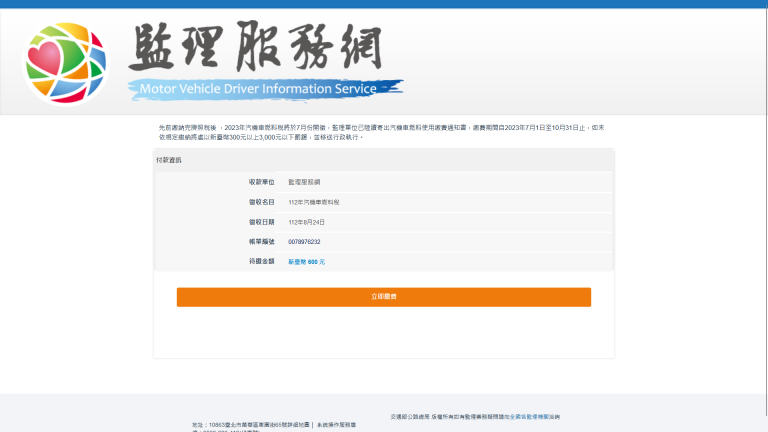 監理服務網
Motor Vehicle Driver Information Service
先前繳納完牌照稅後，2023年汽機車燃料稅將於7月份開徵，監理單位已陸續寄出汽機車燃料使用繳費通知書，繳費期間自2023年7月1日至10月31日止，如未
依規定繳納將處以新臺幣300元以上3,000元以下罰鍰，並移送行政執行。
付款資訊
收款單位 監理服務網
徵收名目 112年汽機車燃料稅
徵收日期 112年8月24日
帳單編號 0078976232
待繳金額 新臺幣 600 元
立即繳費
交通部公路總局 版權所有如有監理業務疑問請向全國各監理機關洽詢
地址：10863臺北市萬華區東園街65號詳細地圖｜ 系統操作服務專